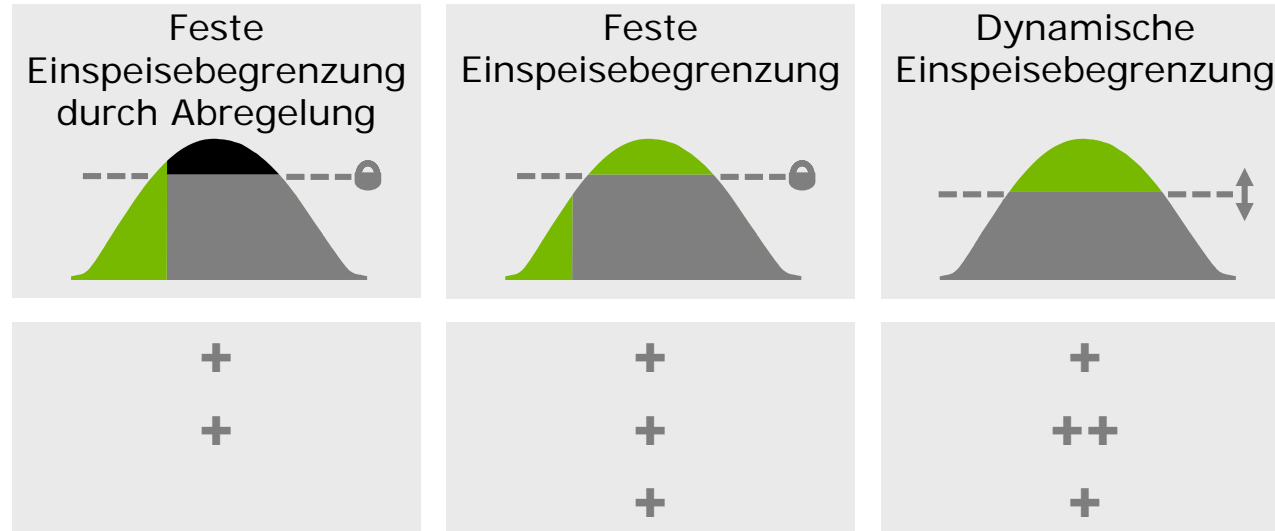 Feste
Einspeisebegrenzung
durch Abregelung
Feste
Einspeisebegrenzung
Dynamische
Einspeisebegrenzung
+
+
+
+
++
+
+